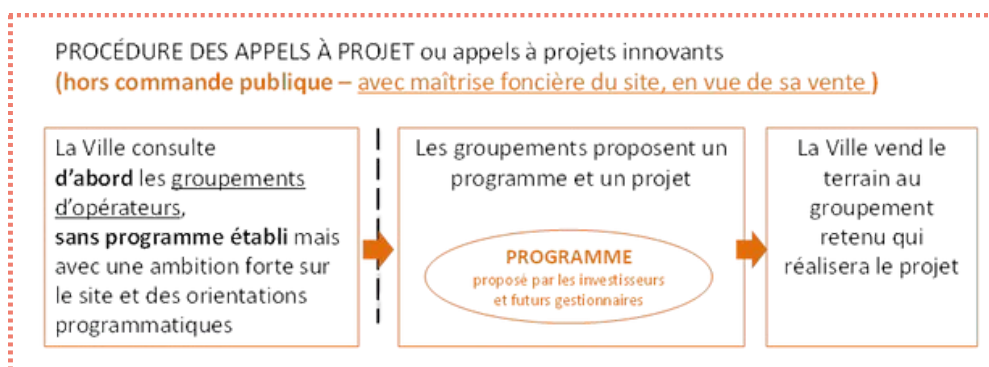 PROCÉDURE DES APPELS À PROJET ou appels à projets innovants
(hors commande publique – avec maîtrise foncière du site, en vue de sa vente )
La Ville consulte
d’abord les groupements
d’opérateurs,
sans programme établi mais
avec une ambition forte sur
le site et des orientations
programmatiques
Les groupements proposent un
programme et un projet
PROGRAMME
proposé par les investisseurs
et futurs gestionnaires
La Ville vend le
terrain au
groupement
retenu qui
réalisera le projet